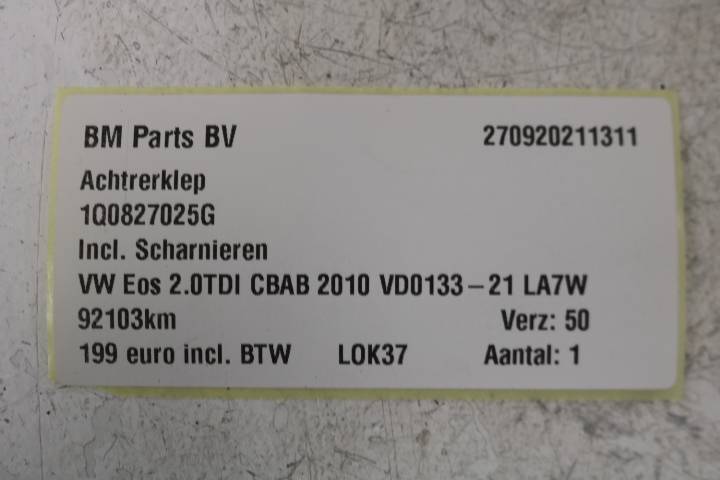 BM Parts BV 270920211311
Achtrerklep
1Q0827025G
Incl. Scharnieren
VW Eos 2.0TDI CBAB 2010 VD0133-21 LA7W
92103km Verz: 50
199 euro incl. BTW LOK37 Aantal: 1